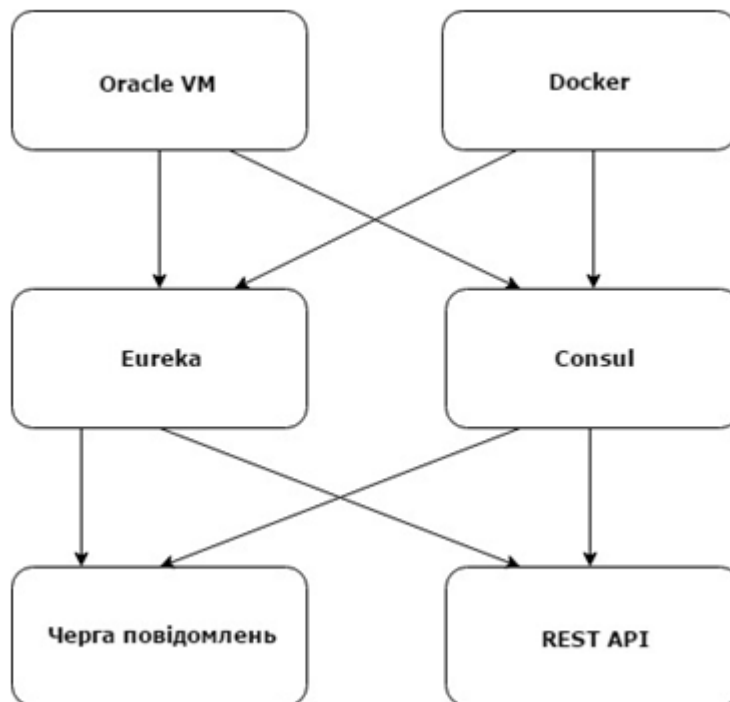 Oracle VM
Docker
Eureka
Consul
Черга повідомлень
REST API